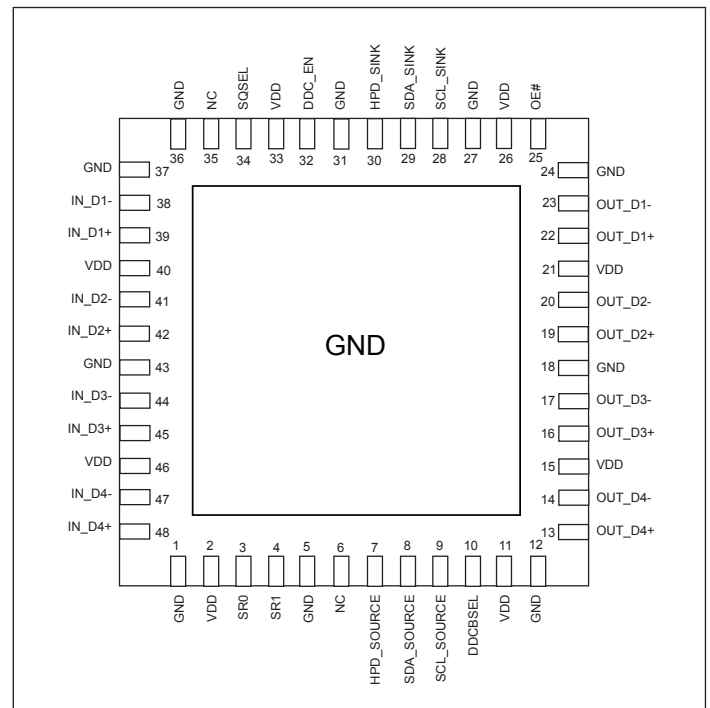 GND NC SQSEL VDD DDC_EN GND HPD_SINK SDA_SINK SCL_SINK GND VDD OE#
36 35 34 33 32 31 30 29 28 27 26 25
GND 37 24 GND
IN_D1- 38 23 OUT_D1-
IN_D1+ 39 22 OUT_D1+
VDD 40 21 VDD
IN_D2- 41 20 OUT_D2-
IN_D2+ 42 19 OUT_D2+
GND 43 GND 18 GND
IN_D3- 44 17 OUT_D3-
IN_D3+ 45 16 OUT_D3+
VDD 46 15 VDD
IN_D4- 47 14 OUT_D4-
IN_D4+ 48 13 OUT_D4+
1 2 3 4 5 6 7 8 9 10 11 12
GND VDD SR0 SR1 GND NC HPD_SOURCE SDA_SOURCE SCL_SOURCE DDCBSEL VDD GND